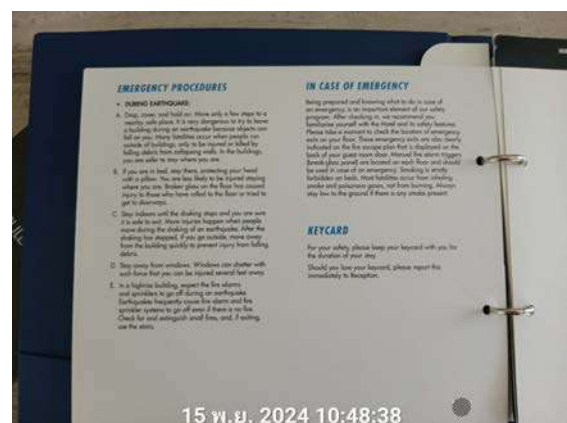 EMERGENCY PROCEDURES
• DURING EARTHQUAKE:
A. Drop, cover, and hold on. Move only a few steps to a
nearby safe place. It is very dangerous to try to leave
a building during an earthquake because objects can
fall on you. Many fatalities occur when people run
outside of buildings, only to be injured or killed by
falling debris from collapsing walls. In the buildings,
you are safer to stay where you are.
B. If you are in bed, stay there, protecting your head
with a pillow. You are less likely to be injured staying
where you are. Broken glass on the floor has caused
injury to those who have rolled to the floor or tried to
get to doorways.
C. Stay indoors until the shaking stops and you are sure
it is safe to exit. More injuries happen when people
move during the shaking of an earthquake. After the
shaking has stopped, if you go outside, move away
from the building quickly to prevent injury from falling
debris.
D. Stay away from windows. Windows can shatter with
such force that you can be injured several feet away.
E. In a high-rise building, expect the fire alarms
and sprinklers to go off during an earthquake.
Earthquakes frequently cause fire alarm and fire
sprinkler systems to go off even if there is no fire.
Check for and extinguish small fires, and, if exiting,
use the stairs.
IN CASE OF EMERGENCY
Being prepared and knowing what to do in case of
an emergency, is an important element of our safety
program. After checking in, we recommend you
familiarise yourself with the Hotel and its safety features.
Please take a moment to check the location of emergency
exits on your floor. These emergency exits are also clearly
indicated on the fire escape plan that is displayed on the
back of your guest room door. Manual fire alarm triggers
(break-glass panel) are located on each floor and should
be used in case of an emergency. Smoking is strictly
forbidden on beds. Most fatalities occur from inhaling
smoke and poisonous gases, not from burning. Always
stay low to the ground if there is any smoke present.
KEYCARD
For your safety, please keep your keycard with you for
the duration of your stay.
Should you lose your keycard, please report this
immediately to Reception.
15 พ.ย. 2024 10:48:38